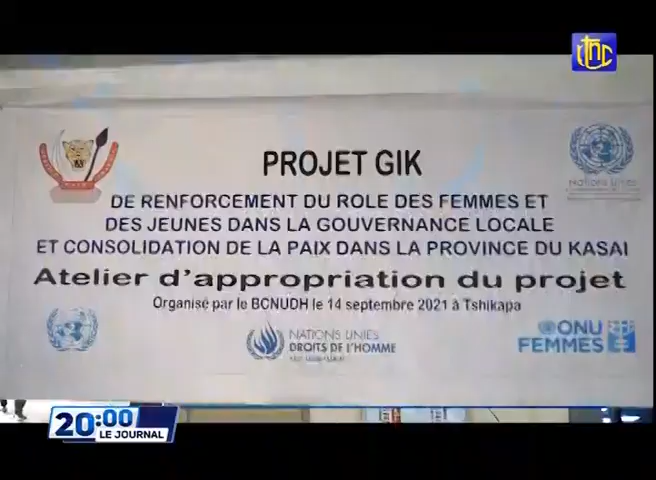 PROJET GIK
DE RENFORCEMENT DU ROLE DES FEMMES ET
DES JEUNES DANS LA GOUVERNANCE LOCALE
ET CONSOLIDATION DE LA PAIX DANS LA PROVINCE DU KASAI
Atelier d'appropriation du projet
Organisé par le BCNUDH le 14 septembre 2021 à Tshikapa
NATIONS UNIES
NATIONS UNIES
DROITS DE L'HOMME
ONU
FEMMES
20:00
LE JOURNAL